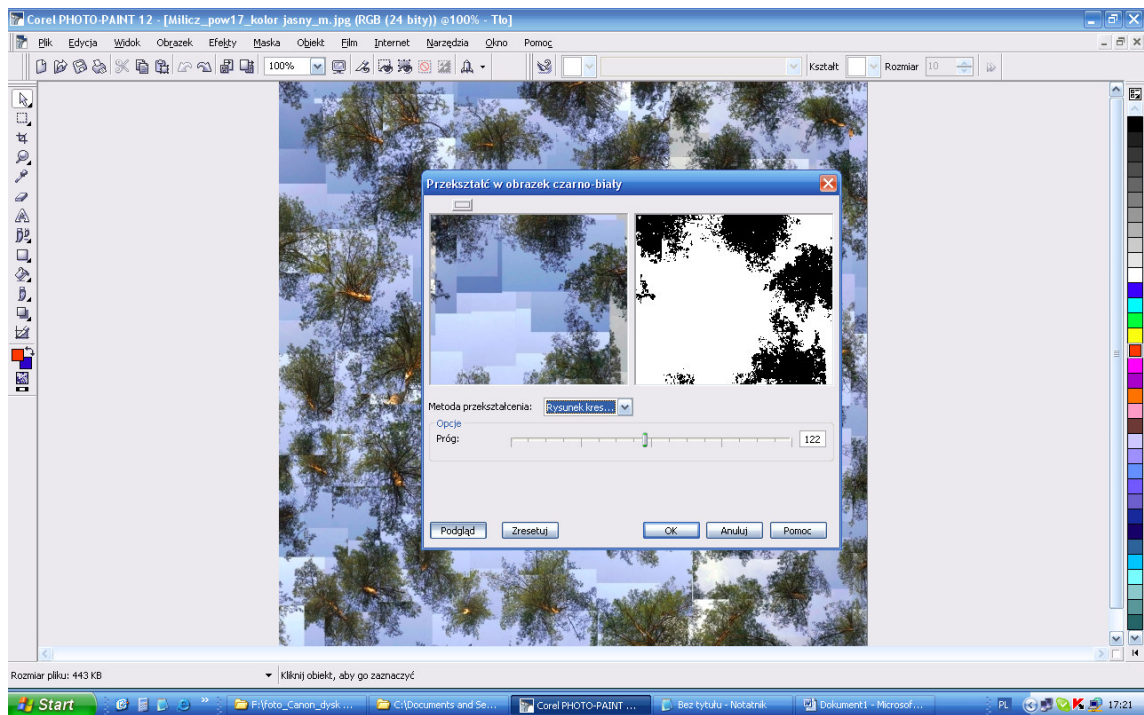 Corel PHOTO-PAINT 12 - [Milicz_pow17_kolor jasny_m.jpg (RGB (24 bity)) @100% - Tło]
Plik Edycja Widok Obrazek Efekty Maska Obiekt Film Internet Narzędzia Okno Pomoc
100% Kształt Rozmiar 10
Przekształć w obrazek czarno-biały
Metoda przekształcenia: Rysunek kres...
Opcje
Próg: 122
Podgląd Zresetuj OK Anuluj Pomoc
Rozmiar pliku: 443 KB Kliknij obiekt, aby go zaznaczyć
Start F:\foto_Canon_dysk ... C:\Documents and Se... Corel PHOTO-PAINT ... Bez tytułu - Notatnik Dokument1 - Microsof... PL 17:21